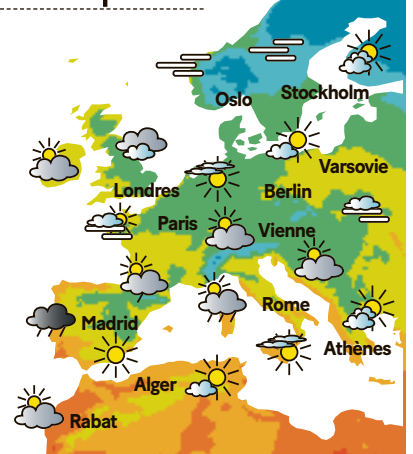 Oslo
Stockholm
Londres
Varsovie
Berlin
Paris
Vienne
Rome
Madrid
Athènes
Alger
Rabat